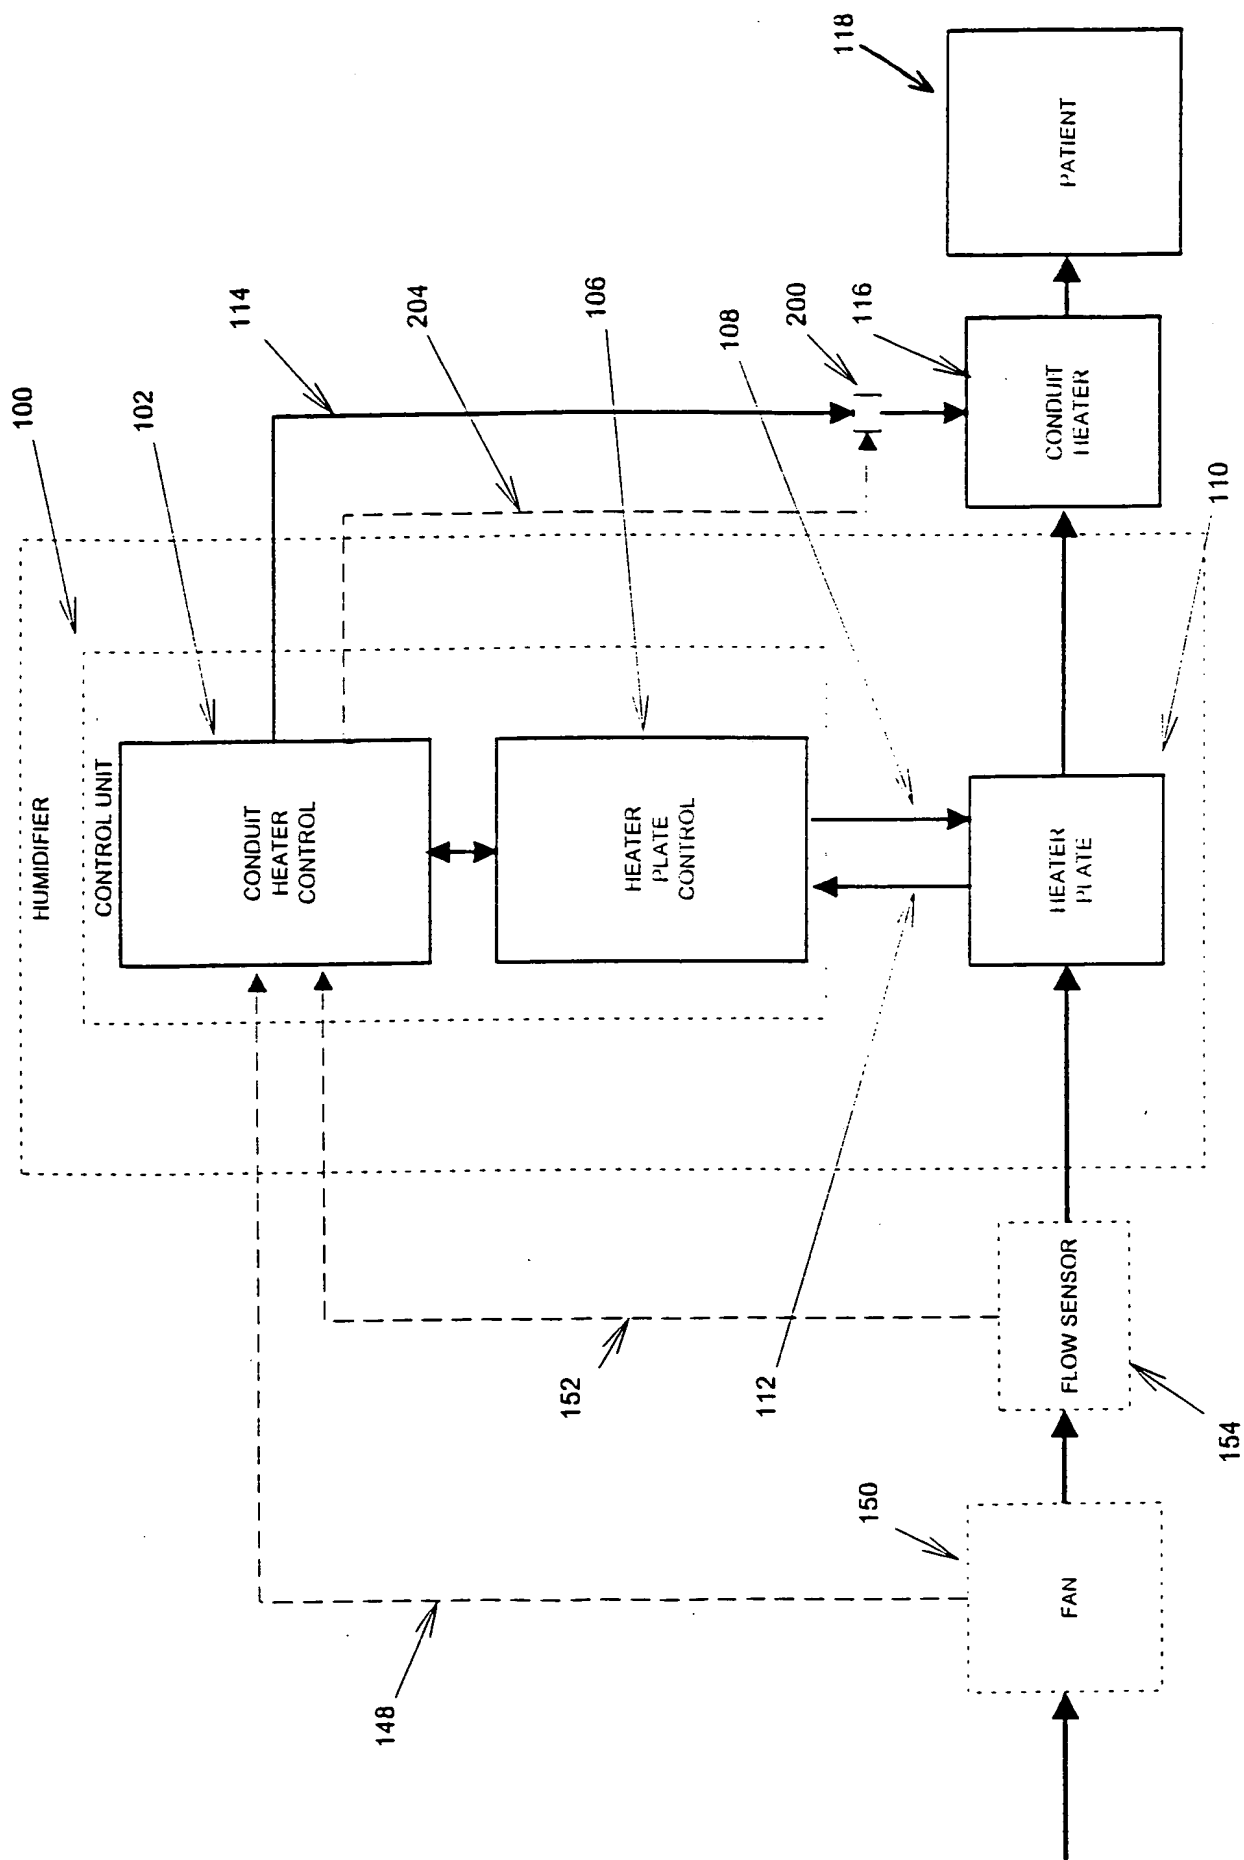 100
HUMIDIFIER
CONTROL UNIT
102
CONDUIT
HEATER
CONTROL
114
204
106
HEATER
PLATE
CONTROL
148
152
112
108
200
116
118
150
FAN
FLOW SENSOR
154
HEATER
PLATE
110
CONDUIT
HEATER
PATIENT